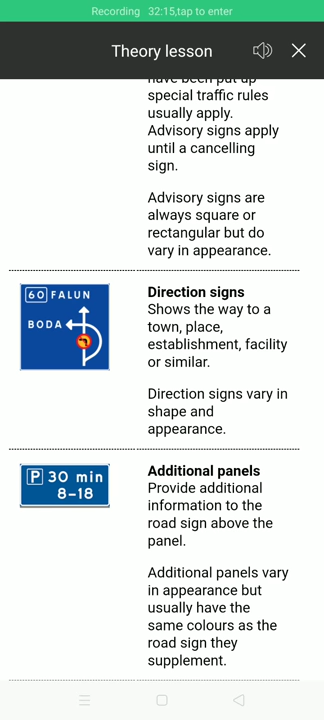 Recording 32:15,tap to enter
Theory lesson
have been put up
special traffic rules
usually apply.
Advisory signs apply
until a cancelling
sign.
Advisory signs are
always square or
rectangular but do
vary in appearance.
60 FALUN
BODA
Direction signs
Shows the way to a
town, place,
establishment, facility
or similar.
Direction signs vary in
shape and
appearance.
P 30 min
8-18
Additional panels
Provide additional
information to the
road sign above the
panel.
Additional panels vary
in appearance but
usually have the
same colours as the
road sign they
supplement.